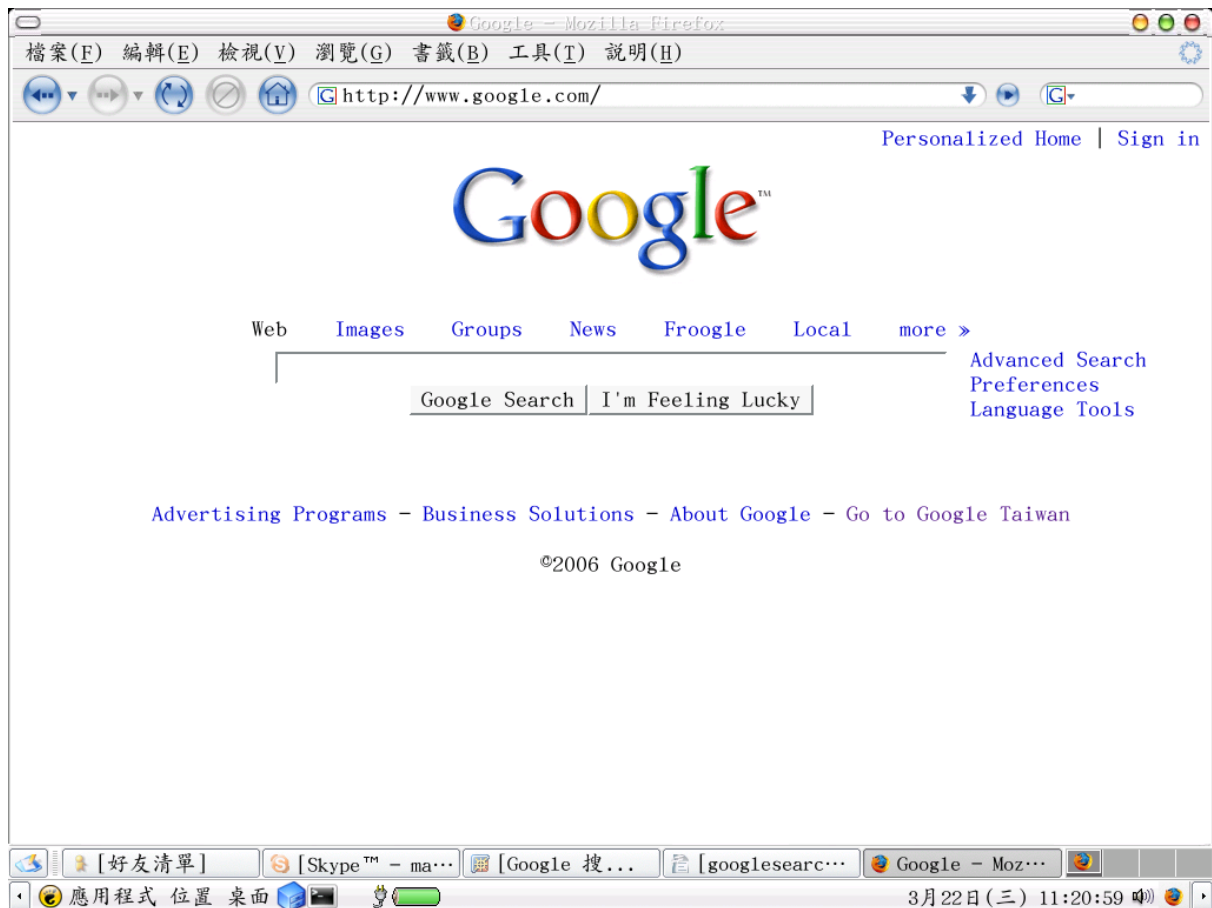 Google - Mozilla Firefox
檔案(F) 編輯(E) 檢視(V) 瀏覽(G) 書籤(B) 工具(T) 說明(H)
G http://www.google.com/ G
Personalized Home | Sign in
Google™
Web Images Groups News Froogle Local more »
Advanced Search
Preferences
Language Tools
Google Search I'm Feeling Lucky
Advertising Programs - Business Solutions - About Google - Go to Google Taiwan
©2006 Google
[好友清單] [Skype™ - ma… [Google 搜... [googlesearc… Google - Moz…
應用程式 位置 桌面 3月22日(三) 11:20:59